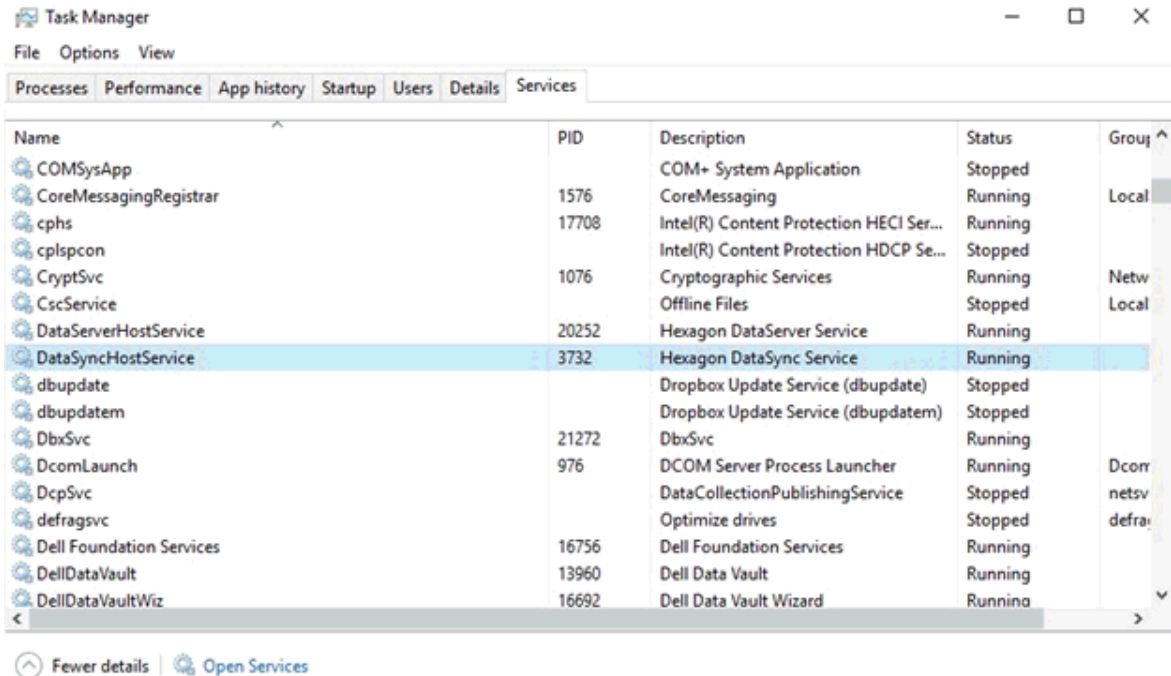 Task Manager
File Options View
Processes Performance App history Startup Users Details Services
Name PID Description Status Group
COMSysApp COM+ System Application Stopped
CoreMessagingRegistrar 1576 CoreMessaging Running Local
cphs 17708 Intel(R) Content Protection HECI Ser... Running
cplspcon Intel(R) Content Protection HDCP Se... Stopped
CryptSvc 1076 Cryptographic Services Running Netw
CscService Offline Files Stopped Local
DataServerHostService 20252 Hexagon DataServer Service Running
DataSyncHostService 3732 Hexagon DataSync Service Running
dbupdate Dropbox Update Service (dbupdate) Stopped
dbupdatem Dropbox Update Service (dbupdatem) Stopped
DbxSvc 21272 DbxSvc Running
DcomLaunch 976 DCOM Server Process Launcher Running Dcom
DcpSvc DataCollectionPublishingService Stopped netsv
defragsvc Optimize drives Stopped defra
Dell Foundation Services 16756 Dell Foundation Services Running
DellDataVault 13960 Dell Data Vault Running
DellDataVaultWiz 16692 Dell Data Vault Wizard Running
Fewer details Open Services